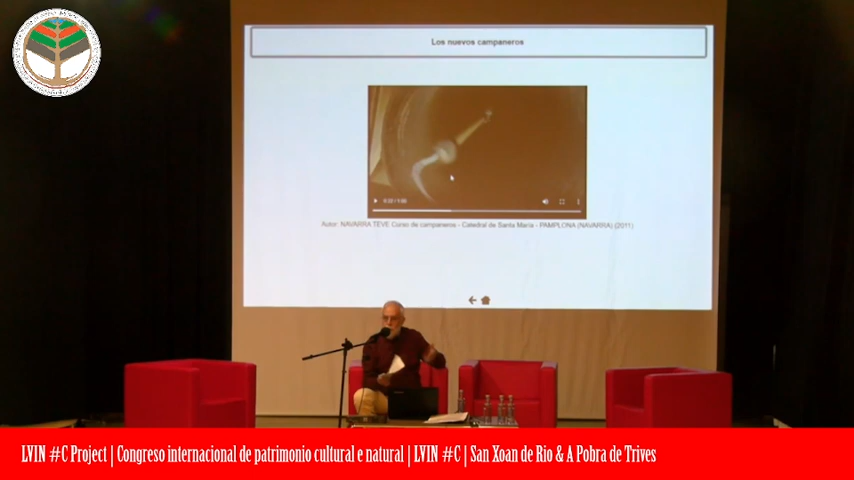 Los nuevos campaneros
Autor: NAVARRA TEVE Curso de campaneros - Catedral de Santa María - PAMPLONA (NAVARRA) (2011)
LVIN #C Project | Congreso internacional de patrimonio cultural e natural | LVIN #C | San Xoan de Rio & A Pobra de Trives